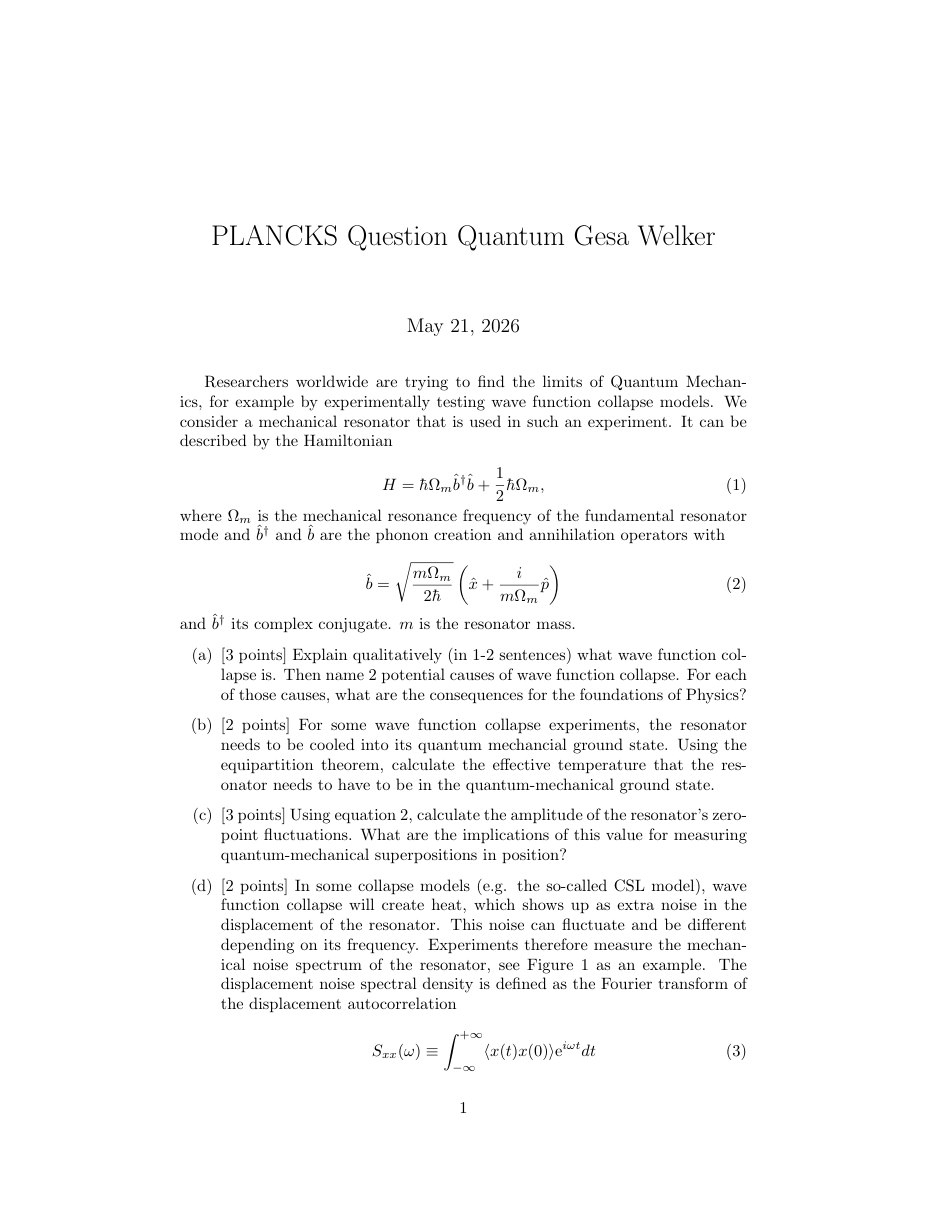 PLANCKS Question Quantum Gesa Welker
May 21, 2026
Researchers worldwide are trying to find the limits of Quantum Mechan-
ics, for example by experimentally testing wave function collapse models. We
consider a mechanical resonator that is used in such an experiment. It can be
described by the Hamiltonian
H = ħΩ_m b̂†b̂ + 1/2 ħΩ_m, (1)
where Ω_m is the mechanical resonance frequency of the fundamental resonator
mode and b̂† and b̂ are the phonon creation and annihilation operators with
b̂ = √(mΩ_m/2ħ) (x̂ + i/(mΩ_m) p̂) (2)
and b̂† its complex conjugate. m is the resonator mass.
(a) [3 points] Explain qualitatively (in 1-2 sentences) what wave function col-
lapse is. Then name 2 potential causes of wave function collapse. For each
of those causes, what are the consequences for the foundations of Physics?
(b) [2 points] For some wave function collapse experiments, the resonator
needs to be cooled into its quantum mechancial ground state. Using the
equipartition theorem, calculate the effective temperature that the res-
onator needs to have to be in the quantum-mechanical ground state.
(c) [3 points] Using equation 2, calculate the amplitude of the resonator's zero-
point fluctuations. What are the implications of this value for measuring
quantum-mechanical superpositions in position?
(d) [2 points] In some collapse models (e.g. the so-called CSL model), wave
function collapse will create heat, which shows up as extra noise in the
displacement of the resonator. This noise can fluctuate and be different
depending on its frequency. Experiments therefore measure the mechan-
ical noise spectrum of the resonator, see Figure 1 as an example. The
displacement noise spectral density is defined as the Fourier transform of
the displacement autocorrelation
S_xx(ω) ≡ ∫_{−∞}^{+∞} ⟨x(t)x(0)⟩e^{iωt}dt (3)
1